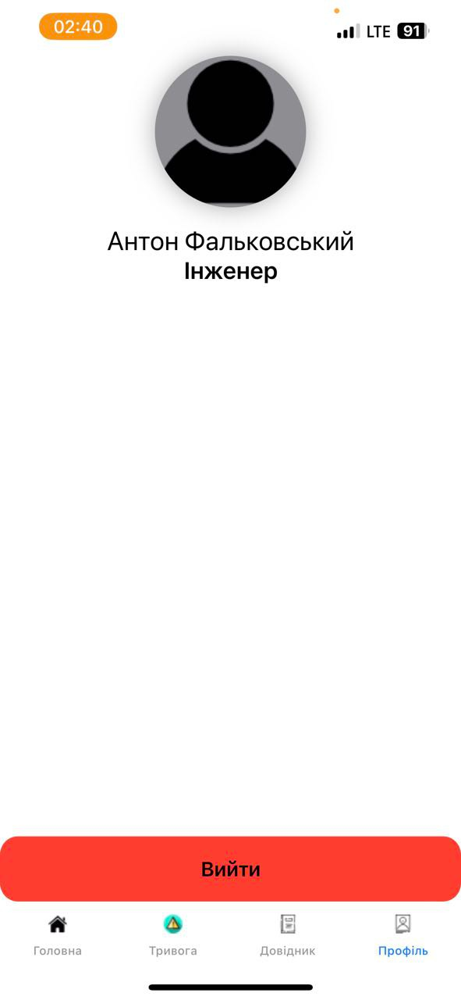 02:40
LTE 91
Антон Фальковський
Інженер
Вийти
Головна
Тривога
Довідник
Профіль